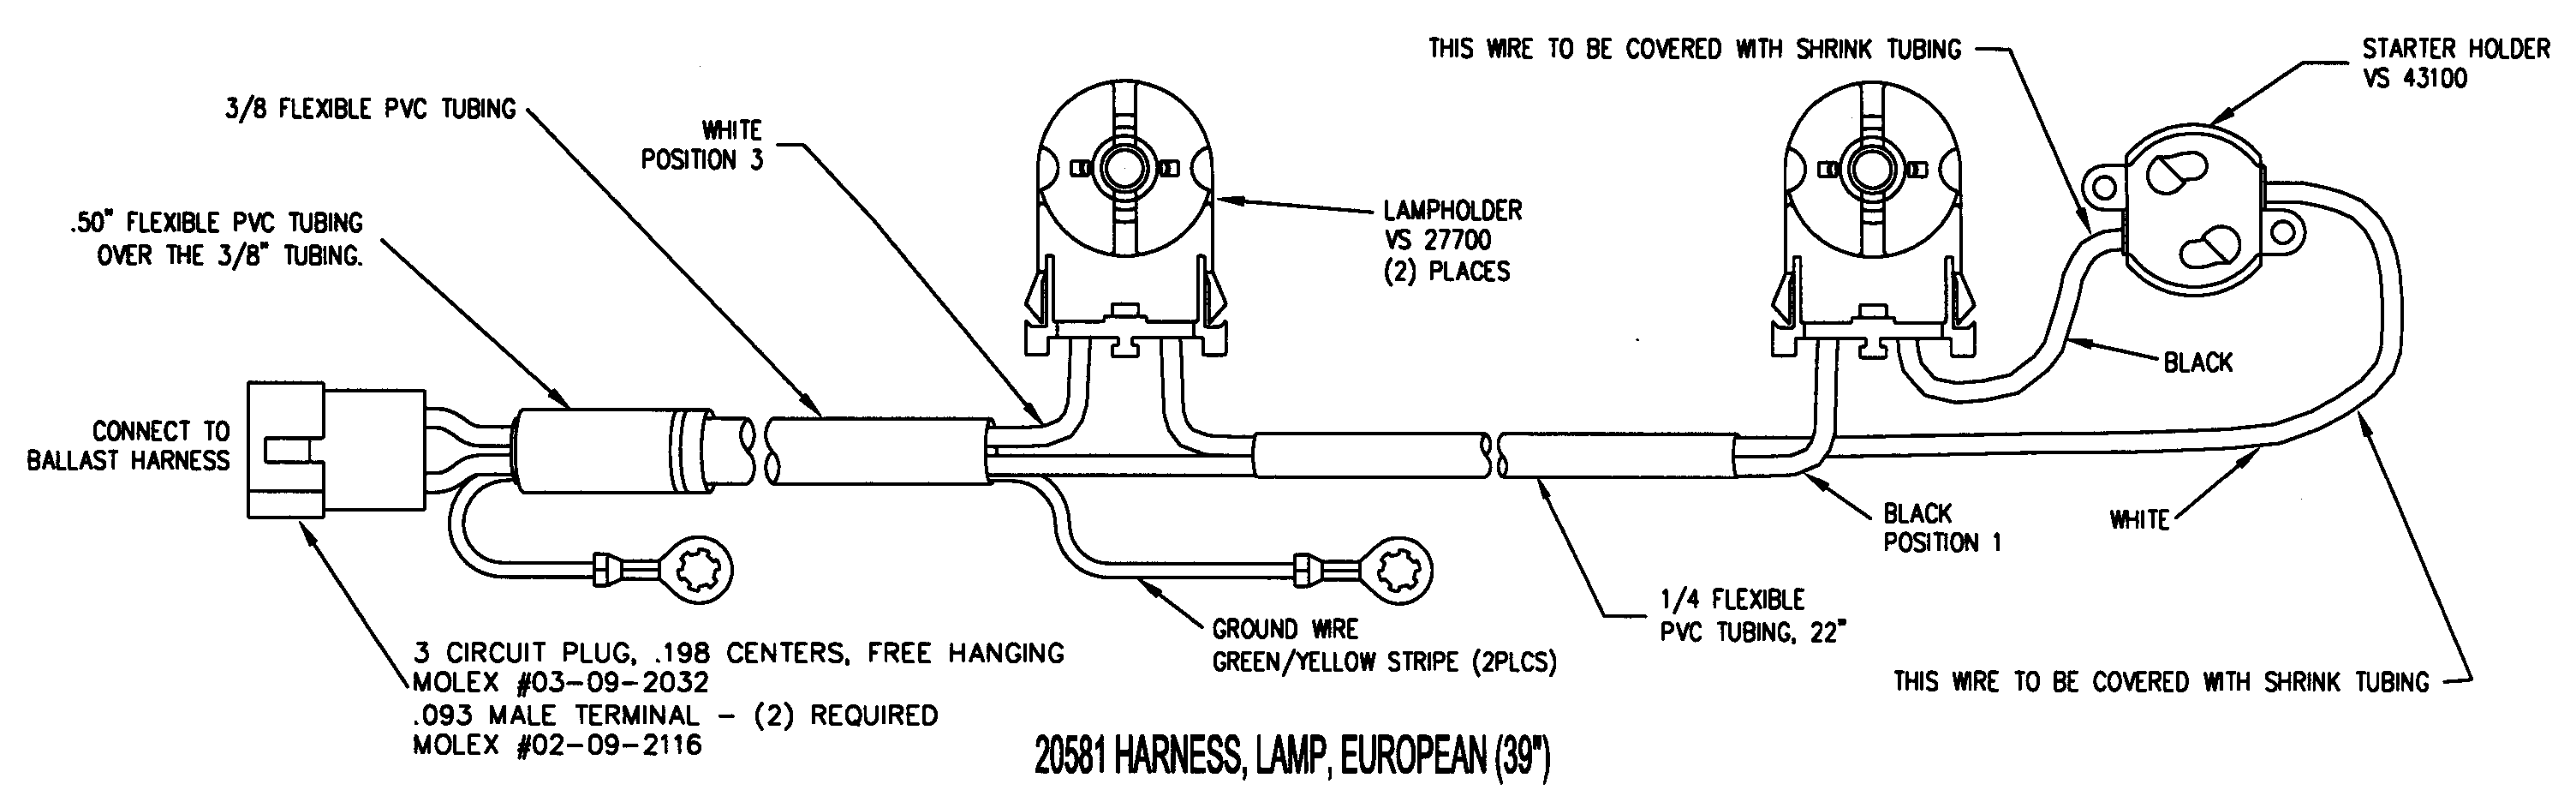 THIS WIRE TO BE COVERED WITH SHRINK TUBING
STARTER HOLDER
VS 43100
3/8 FLEXIBLE PVC TUBING
WHITE
POSITION 3
.50" FLEXIBLE PVC TUBING
OVER THE 3/8" TUBING.
LAMPHOLDER
VS 27700
(2) PLACES
BLACK
CONNECT TO
BALLAST HARNESS
BLACK
POSITION 1
WHITE
1/4 FLEXIBLE
PVC TUBING, 22"
GROUND WIRE
GREEN/YELLOW STRIPE (2PLCS)
THIS WIRE TO BE COVERED WITH SHRINK TUBING
3 CIRCUIT PLUG, .198 CENTERS, FREE HANGING
MOLEX #03-09-2032
.093 MALE TERMINAL - (2) REQUIRED
MOLEX #02-09-2116
20581 HARNESS, LAMP, EUROPEAN (39")